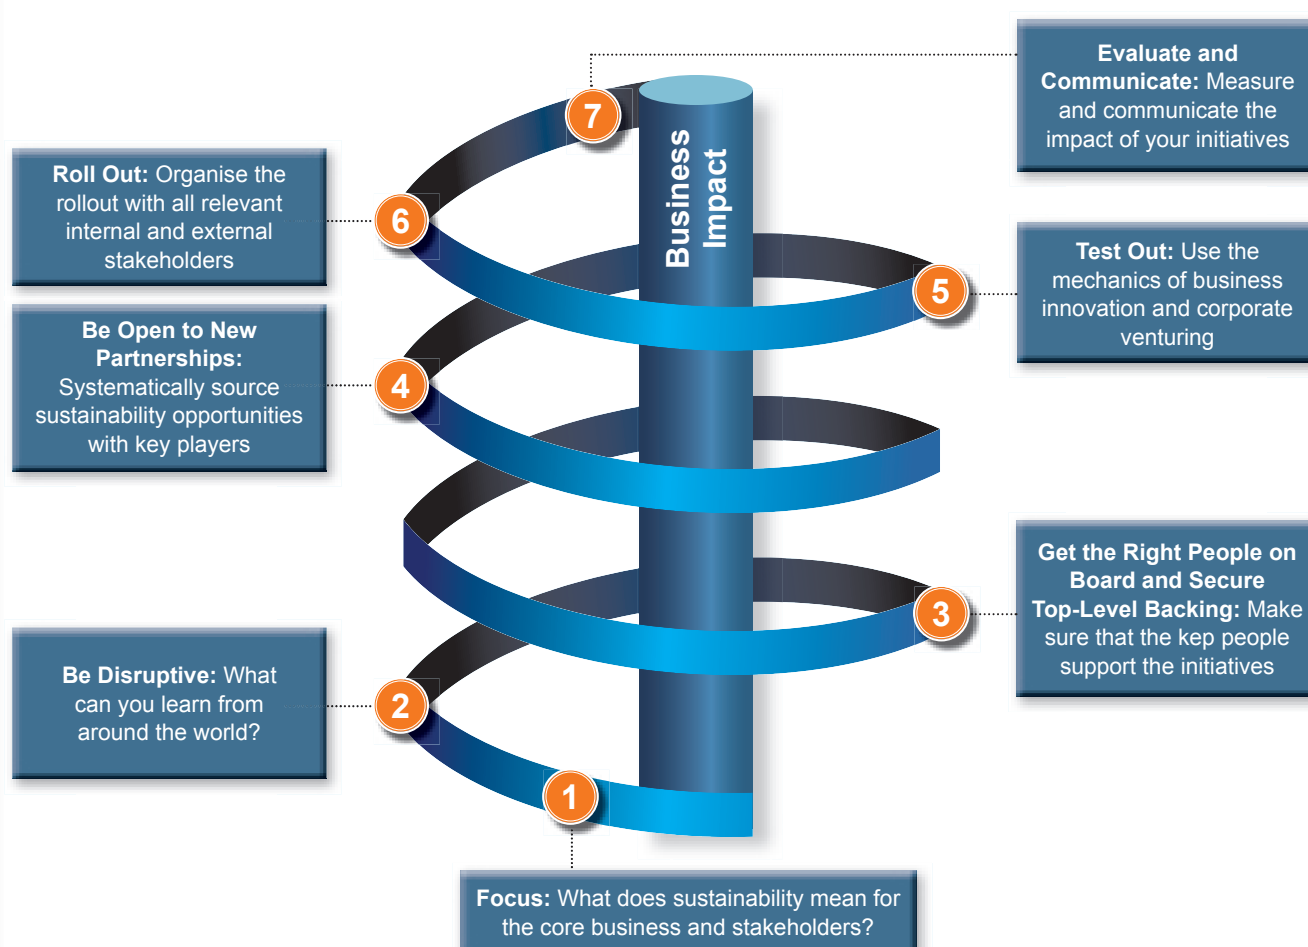 7
Evaluate and
Communicate: Measure
and communicate the
impact of your initiatives
Business
Impact
Roll Out: Organise the
rollout with all relevant
internal and external
stakeholders
6
5
Test Out: Use the
mechanics of business
innovation and corporate
venturing
Be Open to New
Partnerships:
Systematically source
sustainability opportunities
with key players
4
3
Get the Right People on
Board and Secure
Top-Level Backing: Make
sure that the kep people
support the initiatives
Be Disruptive: What
can you learn from
around the world?
2
1
Focus: What does sustainability mean for
the core business and stakeholders?